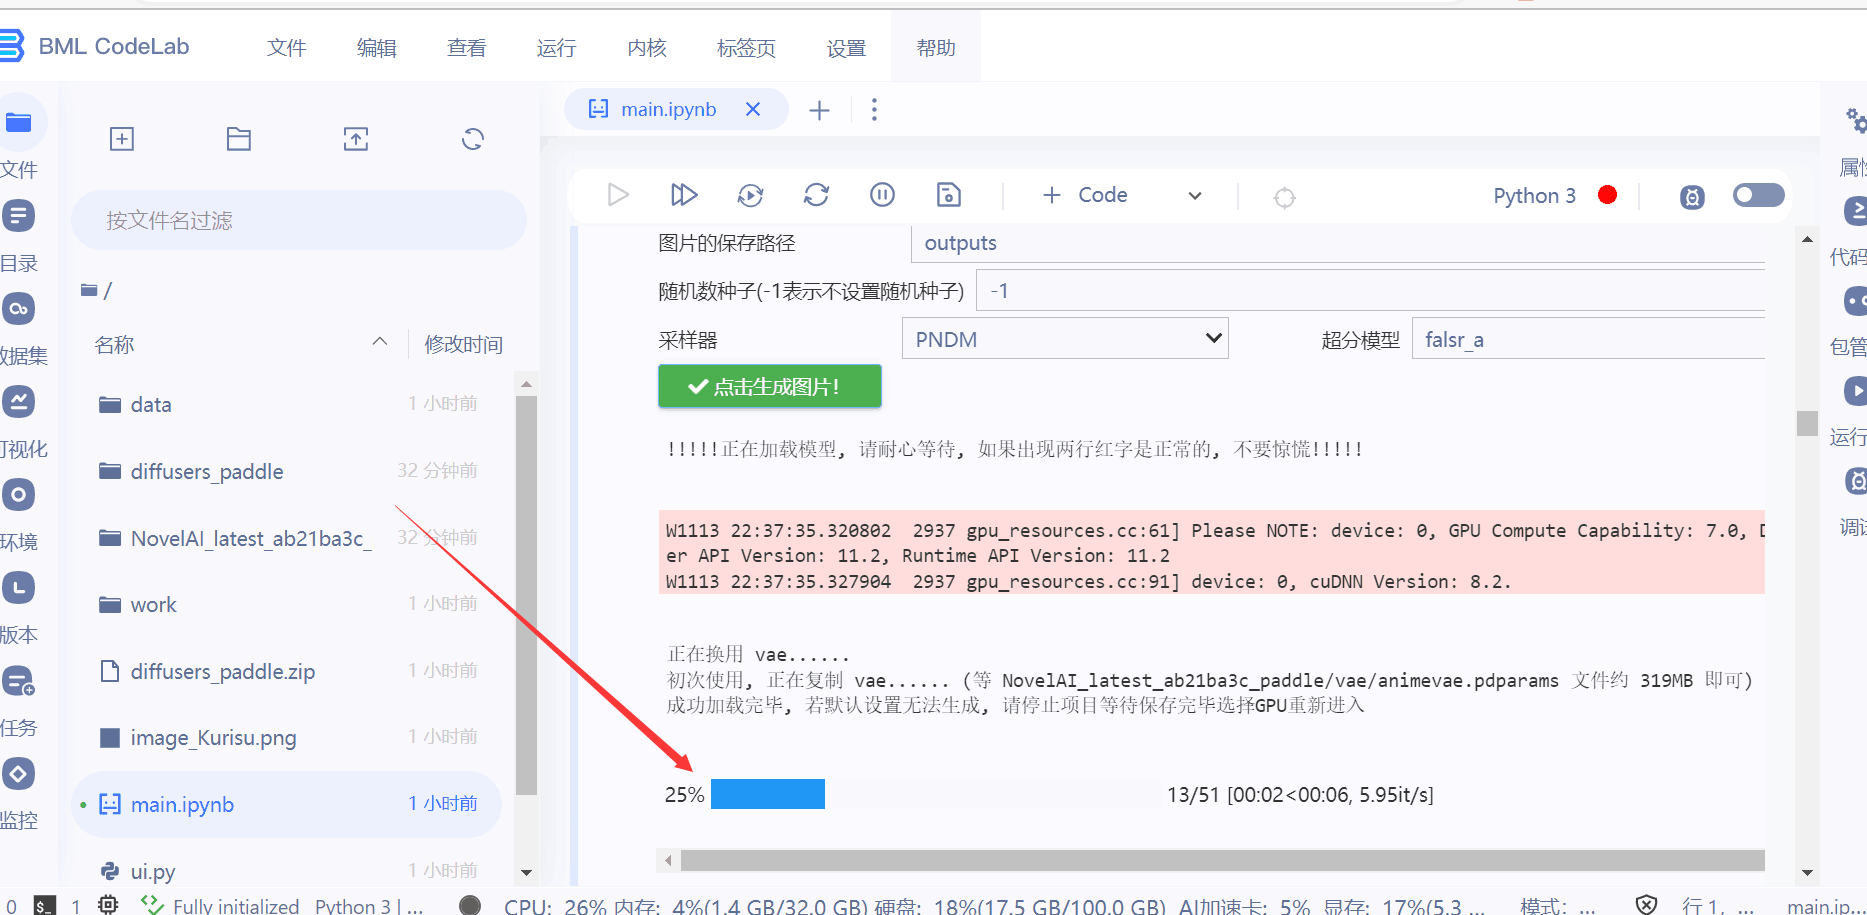 BML CodeLab 文件 编辑 查看 运行 内核 标签页 设置 帮助
文件
目录
数据集
可视化
环境
版本
任务
监控
按文件名过滤
/
名称 修改时间
data 1 小时前
diffusers_paddle 32 分钟前
NovelAI_latest_ab21ba3c_ 32 分钟前
work 1 小时前
diffusers_paddle.zip 1 小时前
image_Kurisu.png 1 小时前
main.ipynb 1 小时前
ui.py 1 小时前
main.ipynb
Code Python 3
图片的保存路径 outputs
随机数种子(-1表示不设置随机种子) -1
采样器 PNDM 超分模型 falsr_a
点击生成图片!
!!!!!正在加载模型, 请耐心等待, 如果出现两行红字是正常的, 不要惊慌!!!!!
W1113 22:37:35.320802 2937 gpu_resources.cc:61] Please NOTE: device: 0, GPU Compute Capability: 7.0, D
er API Version: 11.2, Runtime API Version: 11.2
W1113 22:37:35.327904 2937 gpu_resources.cc:91] device: 0, cuDNN Version: 8.2.
正在换用 vae......
初次使用, 正在复制 vae...... (等 NovelAI_latest_ab21ba3c_paddle/vae/animevae.pdparams 文件约 319MB 即可)
成功加载完毕, 若默认设置无法生成, 请停止项目等待保存完毕选择GPU重新进入
25% 13/51 [00:02<00:06, 5.95it/s]
属性
代码
包管
运行
调试
0 1 Fully initialized Python 3 | ... CPU: 26% 内存: 4%(1.4 GB/32.0 GB) 硬盘: 18%(17.5 GB/100.0 GB) AI加速卡: 5% 显存: 17%(5.3 ... 模式: ... 行 1, ... main.ip...